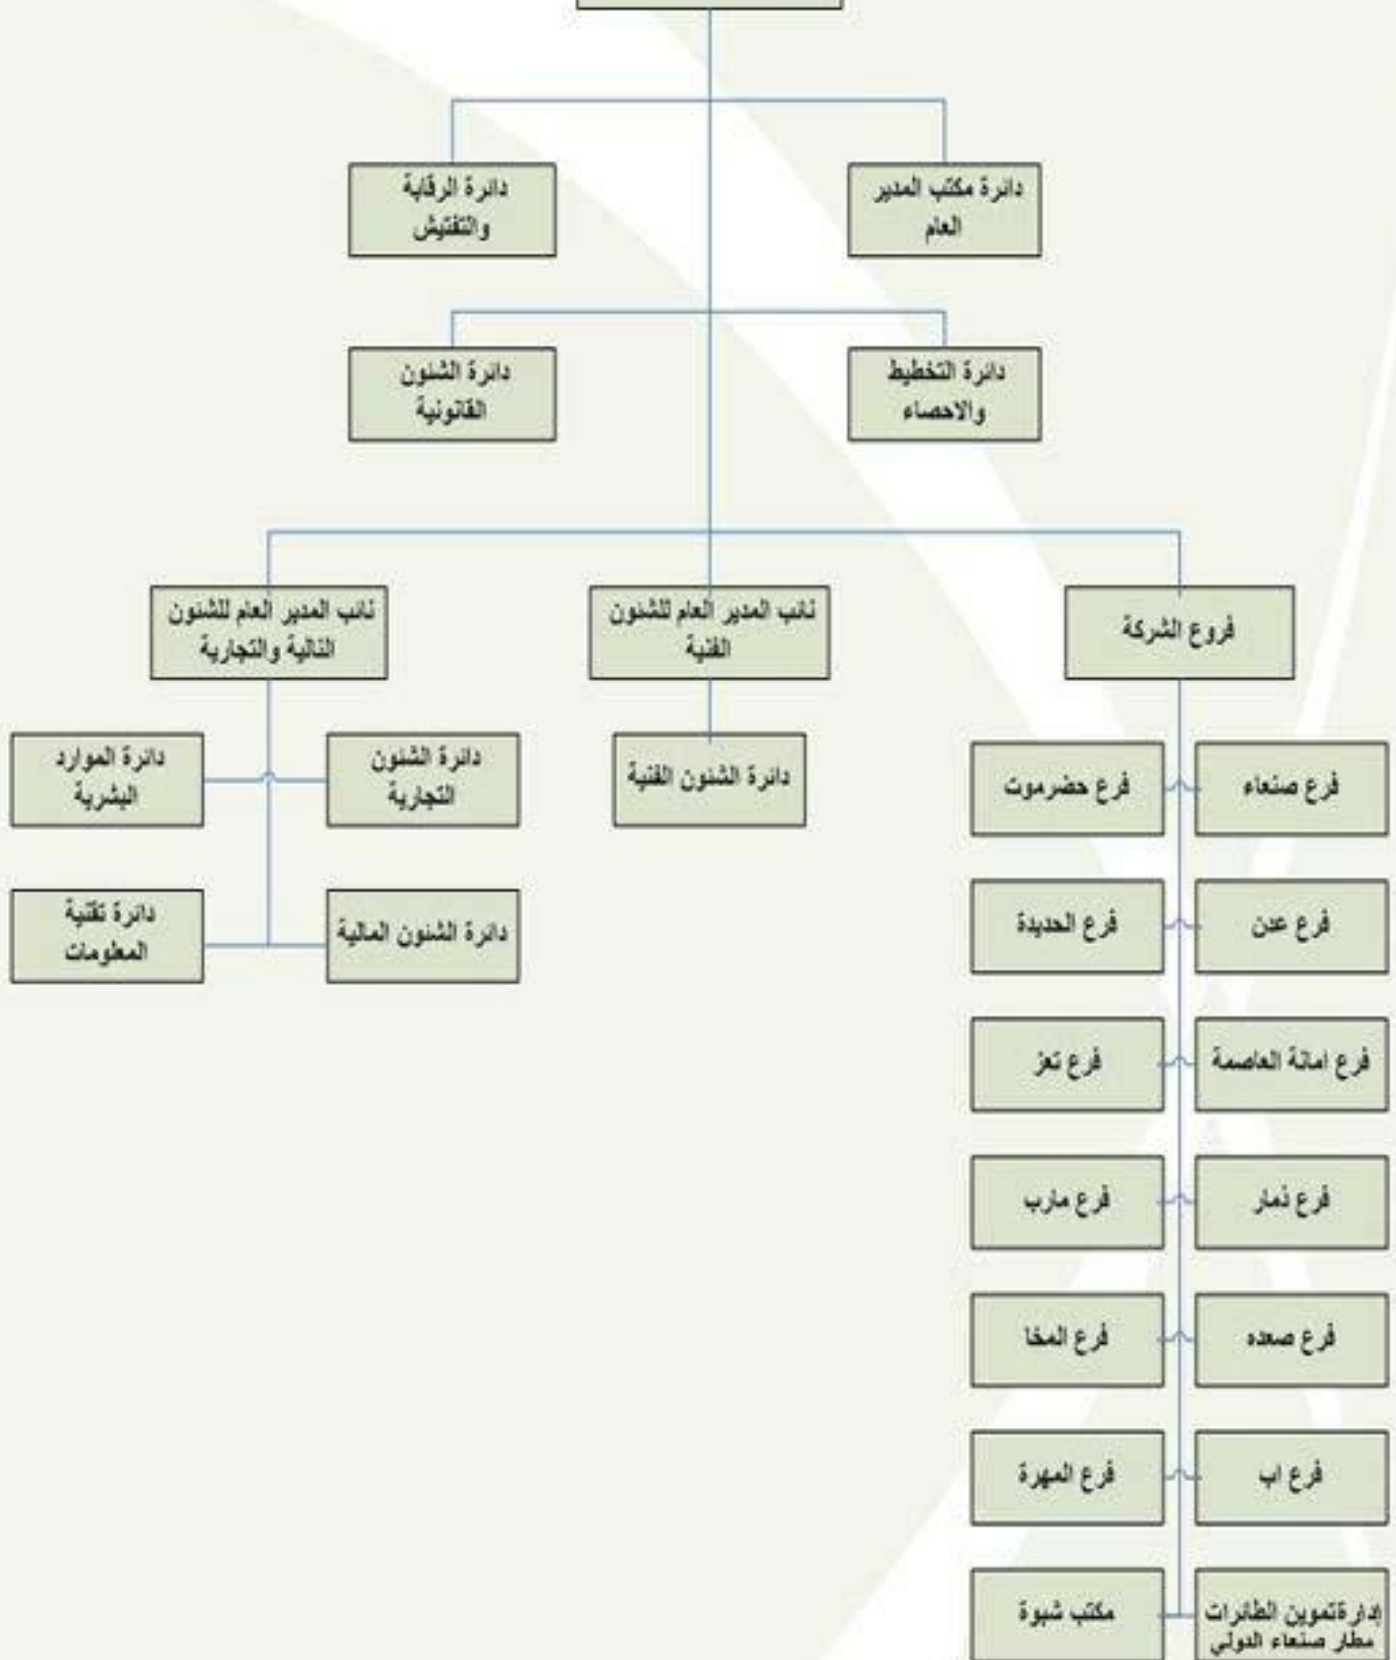 دائرة مكتب المدير
العام
دائرة الرقابة
والتفتيش
دائرة التخطيط
والاحصاء
دائرة الشئون
القانونية
فروع الشركة
نائب المدير العام للشئون
الفنية
نائب المدير العام للشئون
التالية والتجارية
فرع صنعاء
فرع حضرموت
دائرة الشئون الفنية
دائرة الشئون
التجارية
دائرة الموارد
البشرية
فرع عدن
فرع الحديدة
دائرة الشئون المالية
دائرة تقنية
المعلومات
فرع امانة العاصمة
فرع تعز
فرع ذمار
فرع مارب
فرع صعده
فرع المخا
فرع اب
فرع المهرة
إدارة تموين الطائرات
مطار صنعاء الدولي
مكتب شبوة